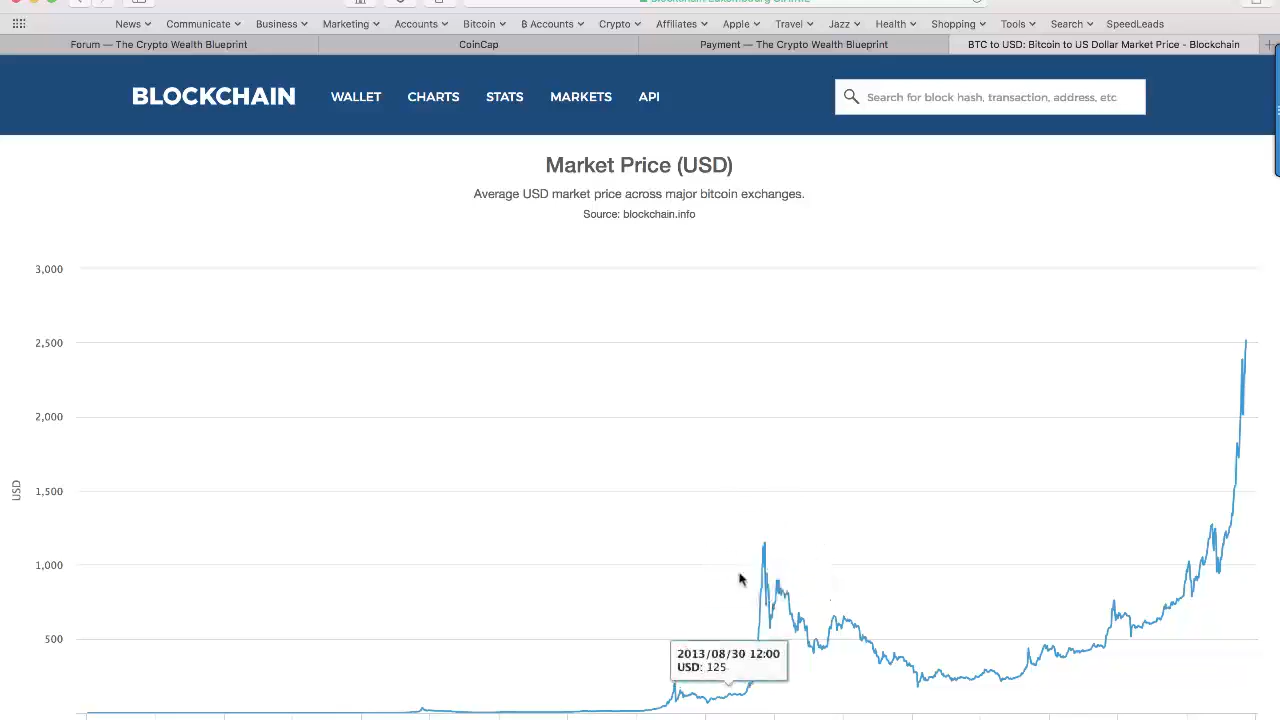 News Communicate Business Marketing Accounts Bitcoin B Accounts Crypto Affiliates Apple Travel Jazz Health Shopping Tools Search SpeedLeads
Forum — The Crypto Wealth Blueprint CoinCap Payment — The Crypto Wealth Blueprint BTC to USD: Bitcoin to US Dollar Market Price - Blockchain
BLOCKCHAIN WALLET CHARTS STATS MARKETS API Search for block hash, transaction, address, etc
Market Price (USD)
Average USD market price across major bitcoin exchanges.
Source: blockchain.info
3,000
2,500
2,000
1,500
USD
1,000
500
2013/08/30 12:00
USD: 125